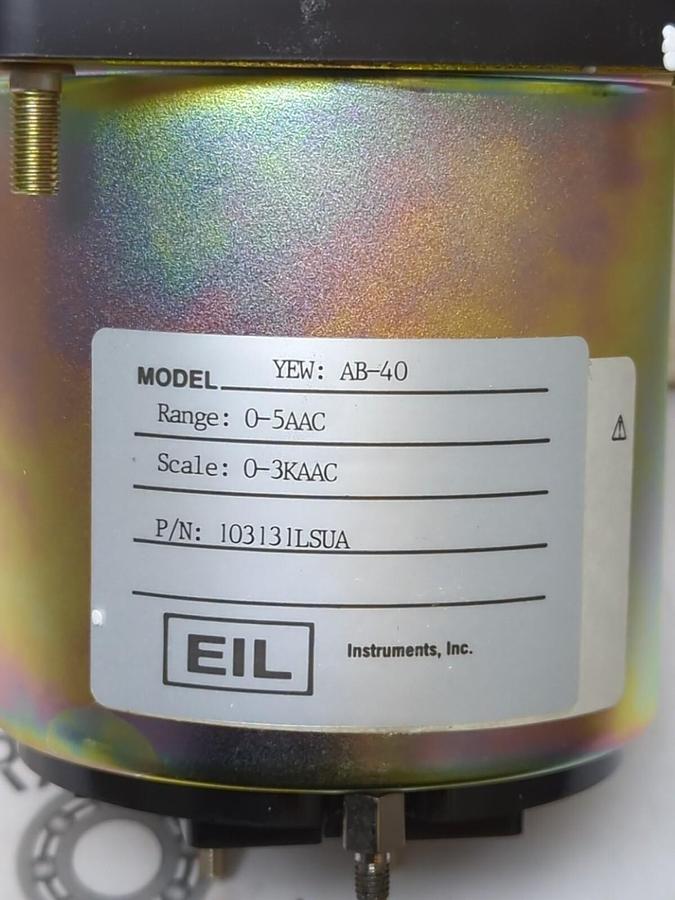 MODEL YEW: AB-40
Range: 0-5AAC
Scale: 0-3KAAC
P/N: 103131LSUA
EIL Instruments, Inc.